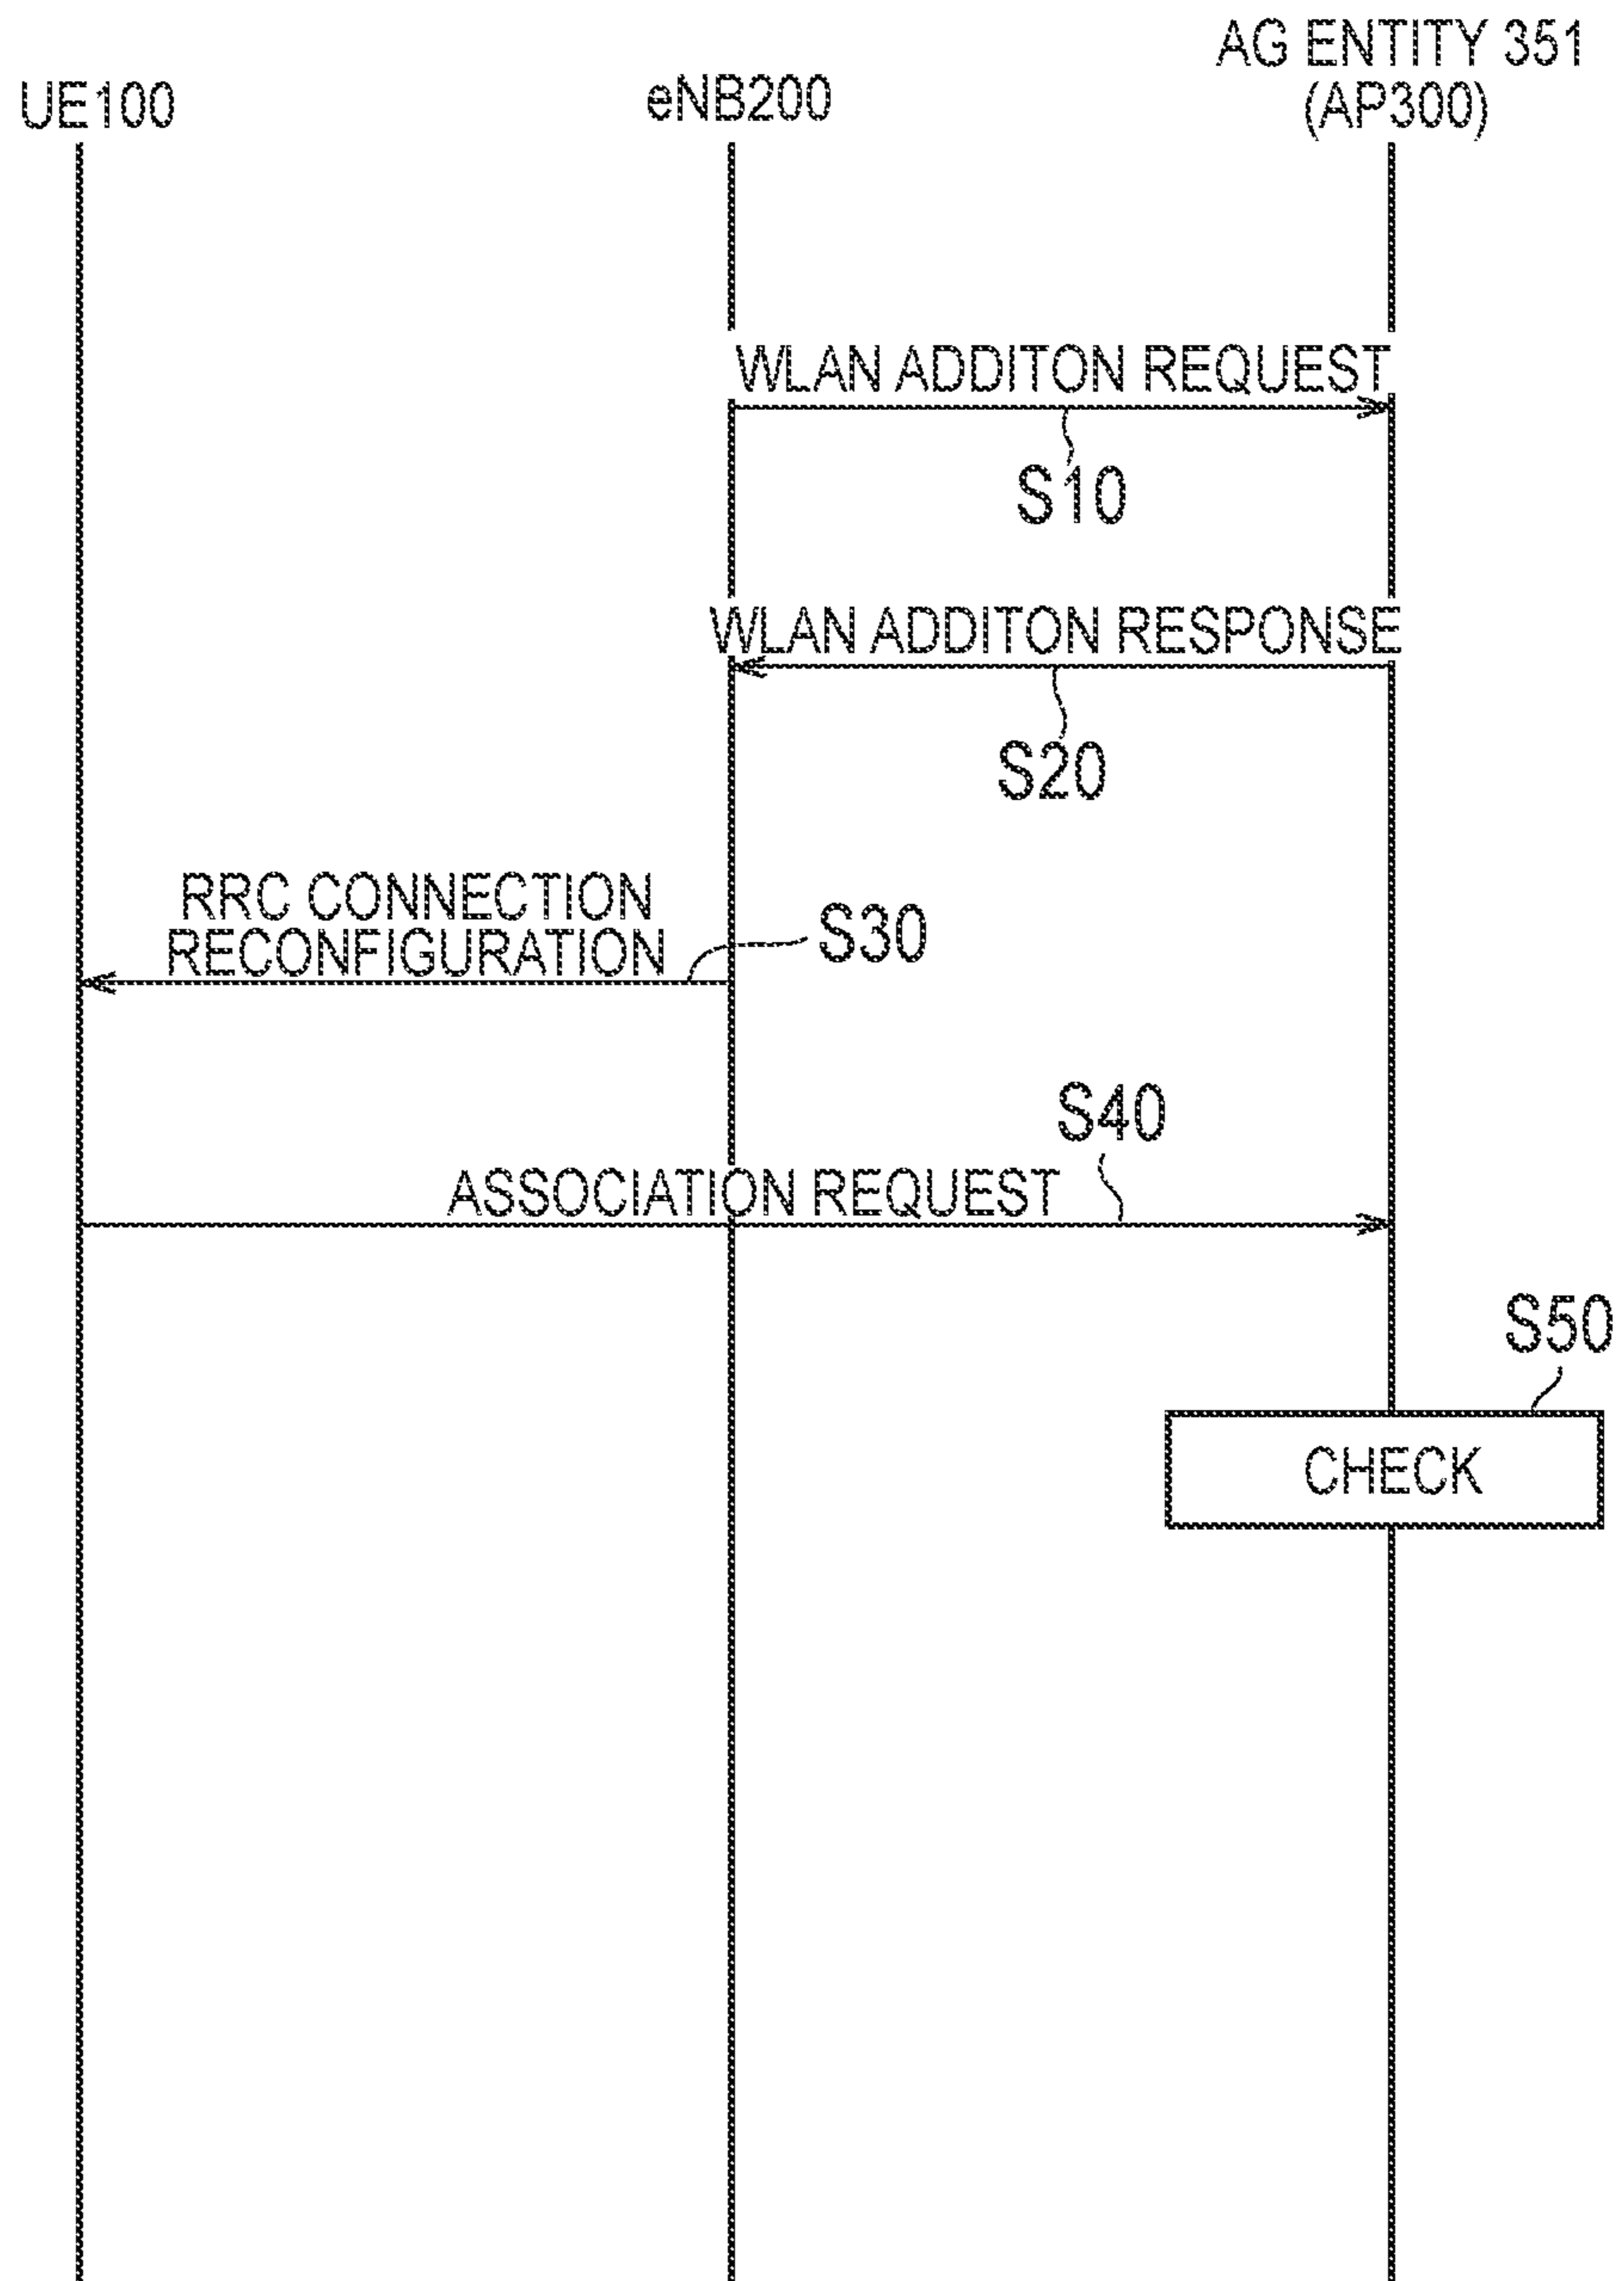 UE100
eNB200
AG ENTITY 351
(AP300)
WLAN ADDITON REQUEST
S10
WLAN ADDITON RESPONSE
S20
RRC CONNECTION
RECONFIGURATION
S30
S40
ASSOCIATION REQUEST
S50
CHECK